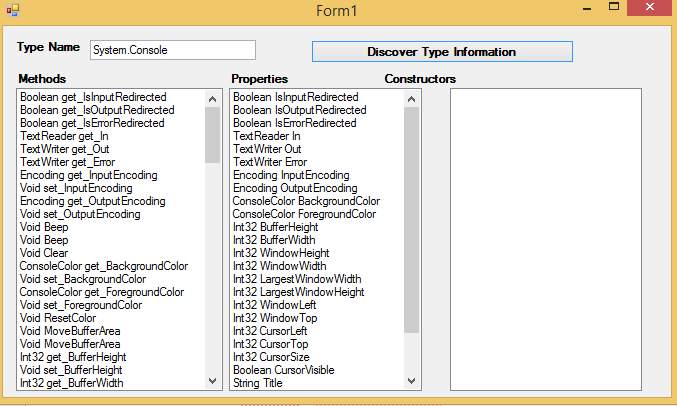 Form1
Type Name
System.Console
Discover Type Information
Methods
Properties
Constructors
Boolean get_IsInputRedirected
Boolean get_IsOutputRedirected
Boolean get_IsErrorRedirected
TextReader get_In
TextWriter get_Out
TextWriter get_Error
Encoding get_InputEncoding
Void set_InputEncoding
Encoding get_OutputEncoding
Void set_OutputEncoding
Void Beep
Void Beep
Void Clear
ConsoleColor get_BackgroundColor
Void set_BackgroundColor
ConsoleColor get_ForegroundColor
Void set_ForegroundColor
Void ResetColor
Void MoveBufferArea
Void MoveBufferArea
Int32 get_BufferHeight
Void set_BufferHeight
Int32 get_BufferWidth
Boolean IsInputRedirected
Boolean IsOutputRedirected
Boolean IsErrorRedirected
TextReader In
TextWriter Out
TextWriter Error
Encoding InputEncoding
Encoding OutputEncoding
ConsoleColor BackgroundColor
ConsoleColor ForegroundColor
Int32 BufferHeight
Int32 BufferWidth
Int32 WindowHeight
Int32 WindowWidth
Int32 LargestWindowWidth
Int32 LargestWindowHeight
Int32 WindowLeft
Int32 WindowTop
Int32 CursorLeft
Int32 CursorTop
Int32 CursorSize
Boolean CursorVisible
String Title